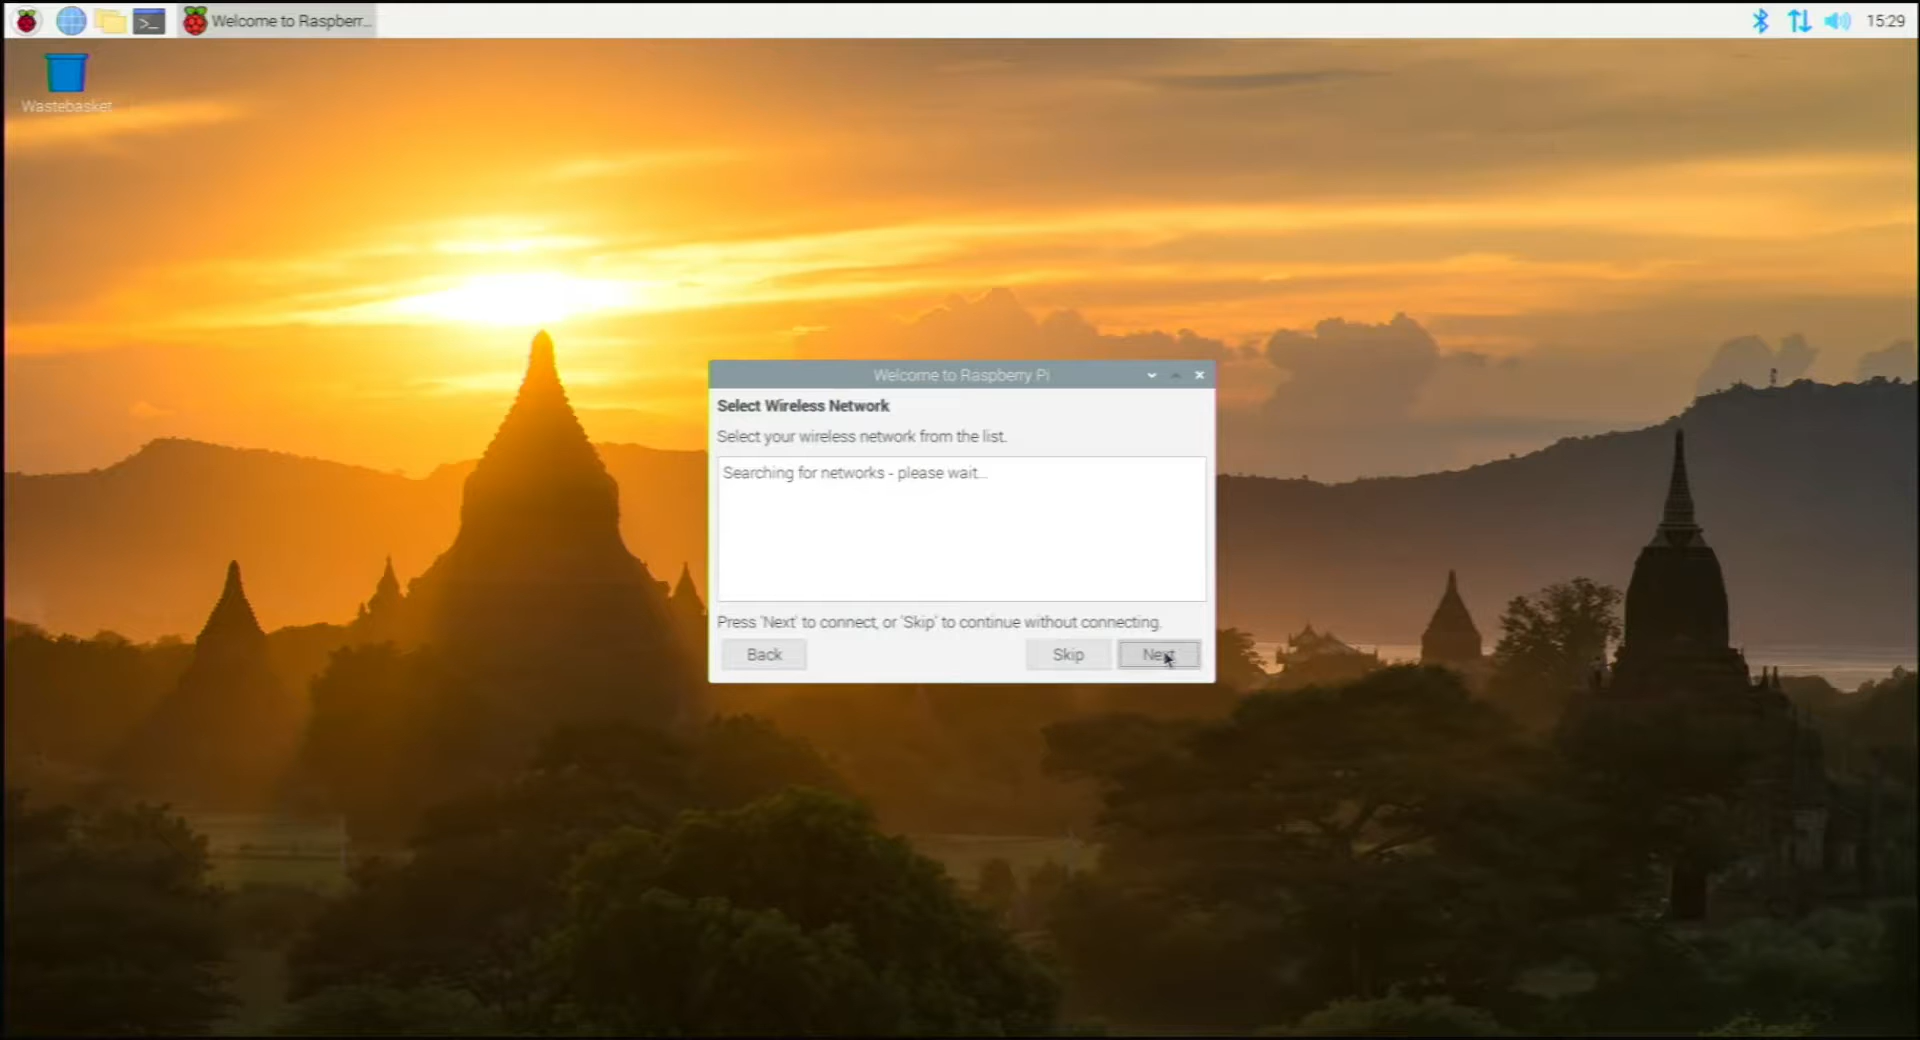 Welcome to Raspberr...
15:29
Wastebasket
Welcome to Raspberry Pi
Select Wireless Network
Select your wireless network from the list.
Searching for networks - please wait...
Press 'Next' to connect, or 'Skip' to continue without connecting.
Back
Skip
Next